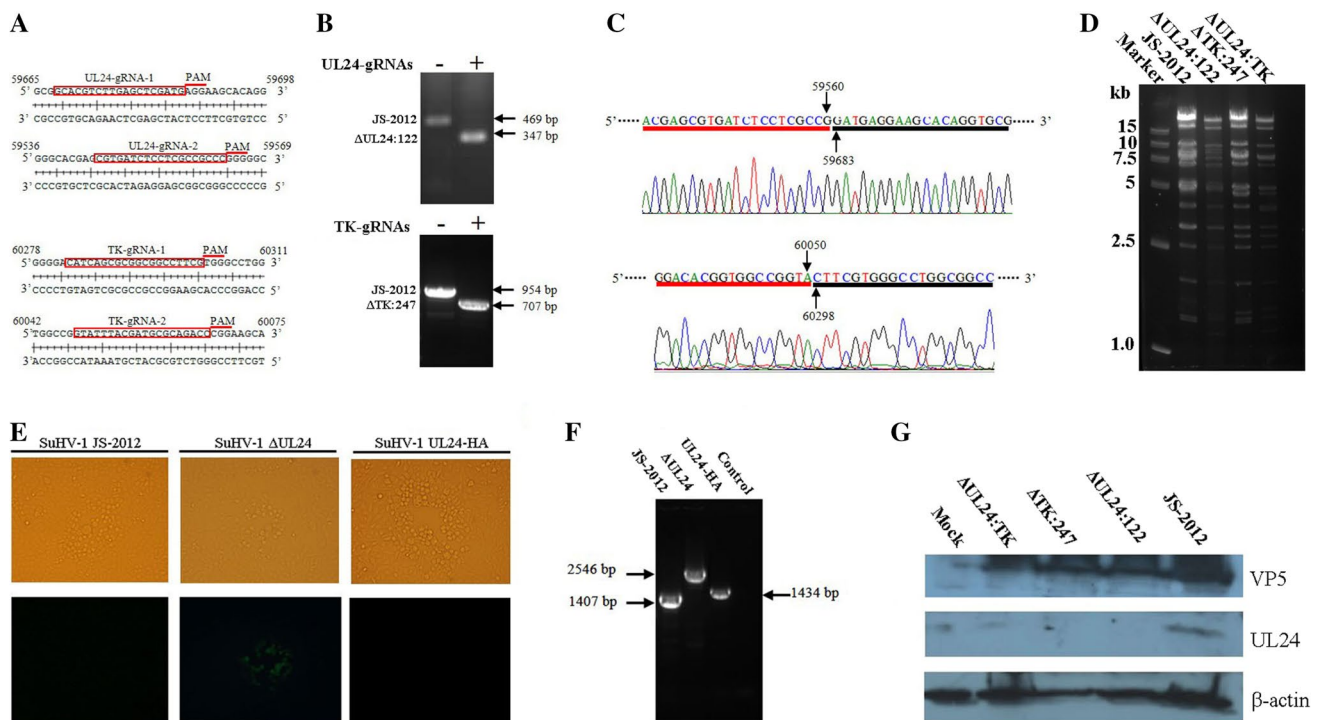 A
59665 UL24-gRNA-1 PAM 59698
5' GCGGCACGTCTTGAGCTCGATGAGGAAGCACAGG 3'
3' CGCCGTGCAGAACTCGAGCTACTCCTTCGTGTCC 5'
59536 UL24-gRNA-2 PAM 59569
5' GGGCACGAGCGTGATCTCCTCGCCGCCCGGGGGC 3'
3' CCCGTGCTCGCACTAGAGGAGCGGCGGGCCCCCG 5'
60278 TK-gRNA-1 PAM 60311
5' GGGGACATCAGCGCGGCGGCCTTCGTGGGCCTGG 3'
3' CCCCTGTAGTCGCGCCGCCGGAAGCACCCGGACC 5'
60042 TK-gRNA-2 PAM 60075
5' TGGCCGGTATTTACGATGCGCAGACCCGGAAGCA 3'
3' ACCGGCCATAAATGCTACGCGTCTGGGCCTTCGT 5'
B
UL24-gRNAs - +
JS-2012 469 bp
ΔUL24:122 347 bp
TK-gRNAs - +
JS-2012 954 bp
ΔTK:247 707 bp
C
59560
5' ACGAGCGTGATCTCCTCGCCGGATGAGGAAGCACAGGTGCG 3'
59683
60050
5' GGACACGGTGGCCGGTACTTCGTGGGCCTGGCGGCC 3'
60298
D
Marker
JS-2012
ΔUL24:122
ΔTK:247
ΔUL24:TK
kb
15
10
7.5
5
2.5
1.0
E
SuHV-1 JS-2012 SuHV-1 ΔUL24 SuHV-1 UL24-HA
F
JS-2012
ΔUL24
UL24-HA
Control
2546 bp
1407 bp
1434 bp
G
Mock
ΔUL24:TK
ΔTK:247
ΔUL24:122
JS-2012
VP5
UL24
β-actin